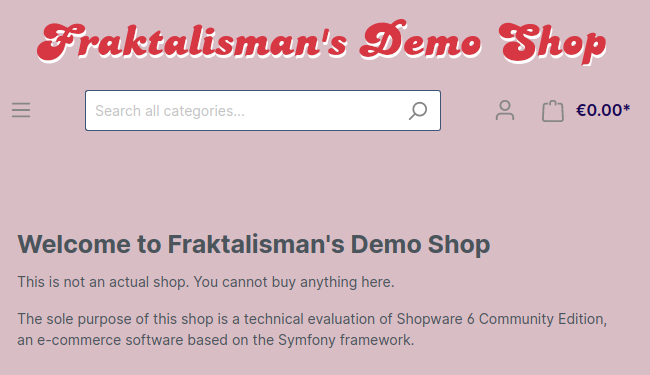 Fraktalisman's Demo Shop
Search all categories...
€0.00*
Welcome to Fraktalisman's Demo Shop
This is not an actual shop. You cannot buy anything here.
The sole purpose of this shop is a technical evaluation of Shopware 6 Community Edition,
an e-commerce software based on the Symfony framework.